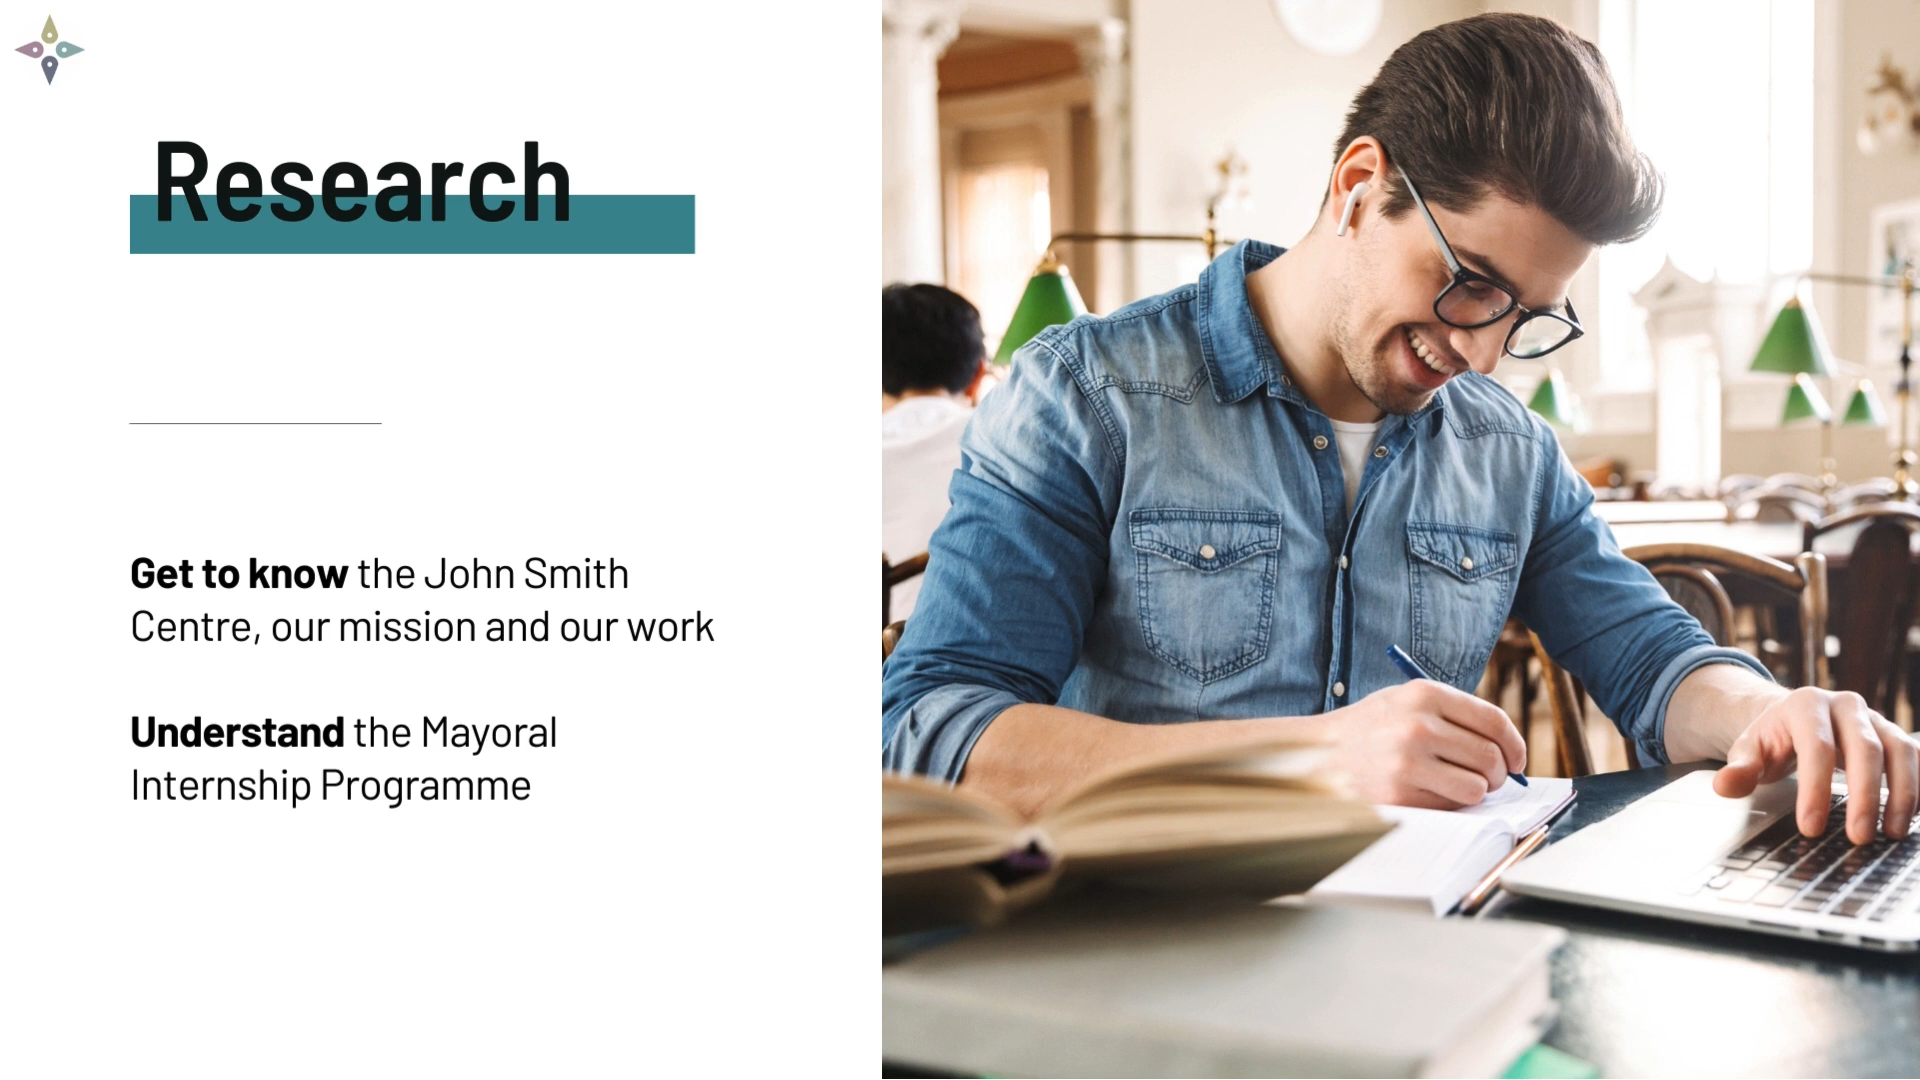 Research
Get to know the John Smith
Centre, our mission and our work
Understand the Mayoral
Internship Programme